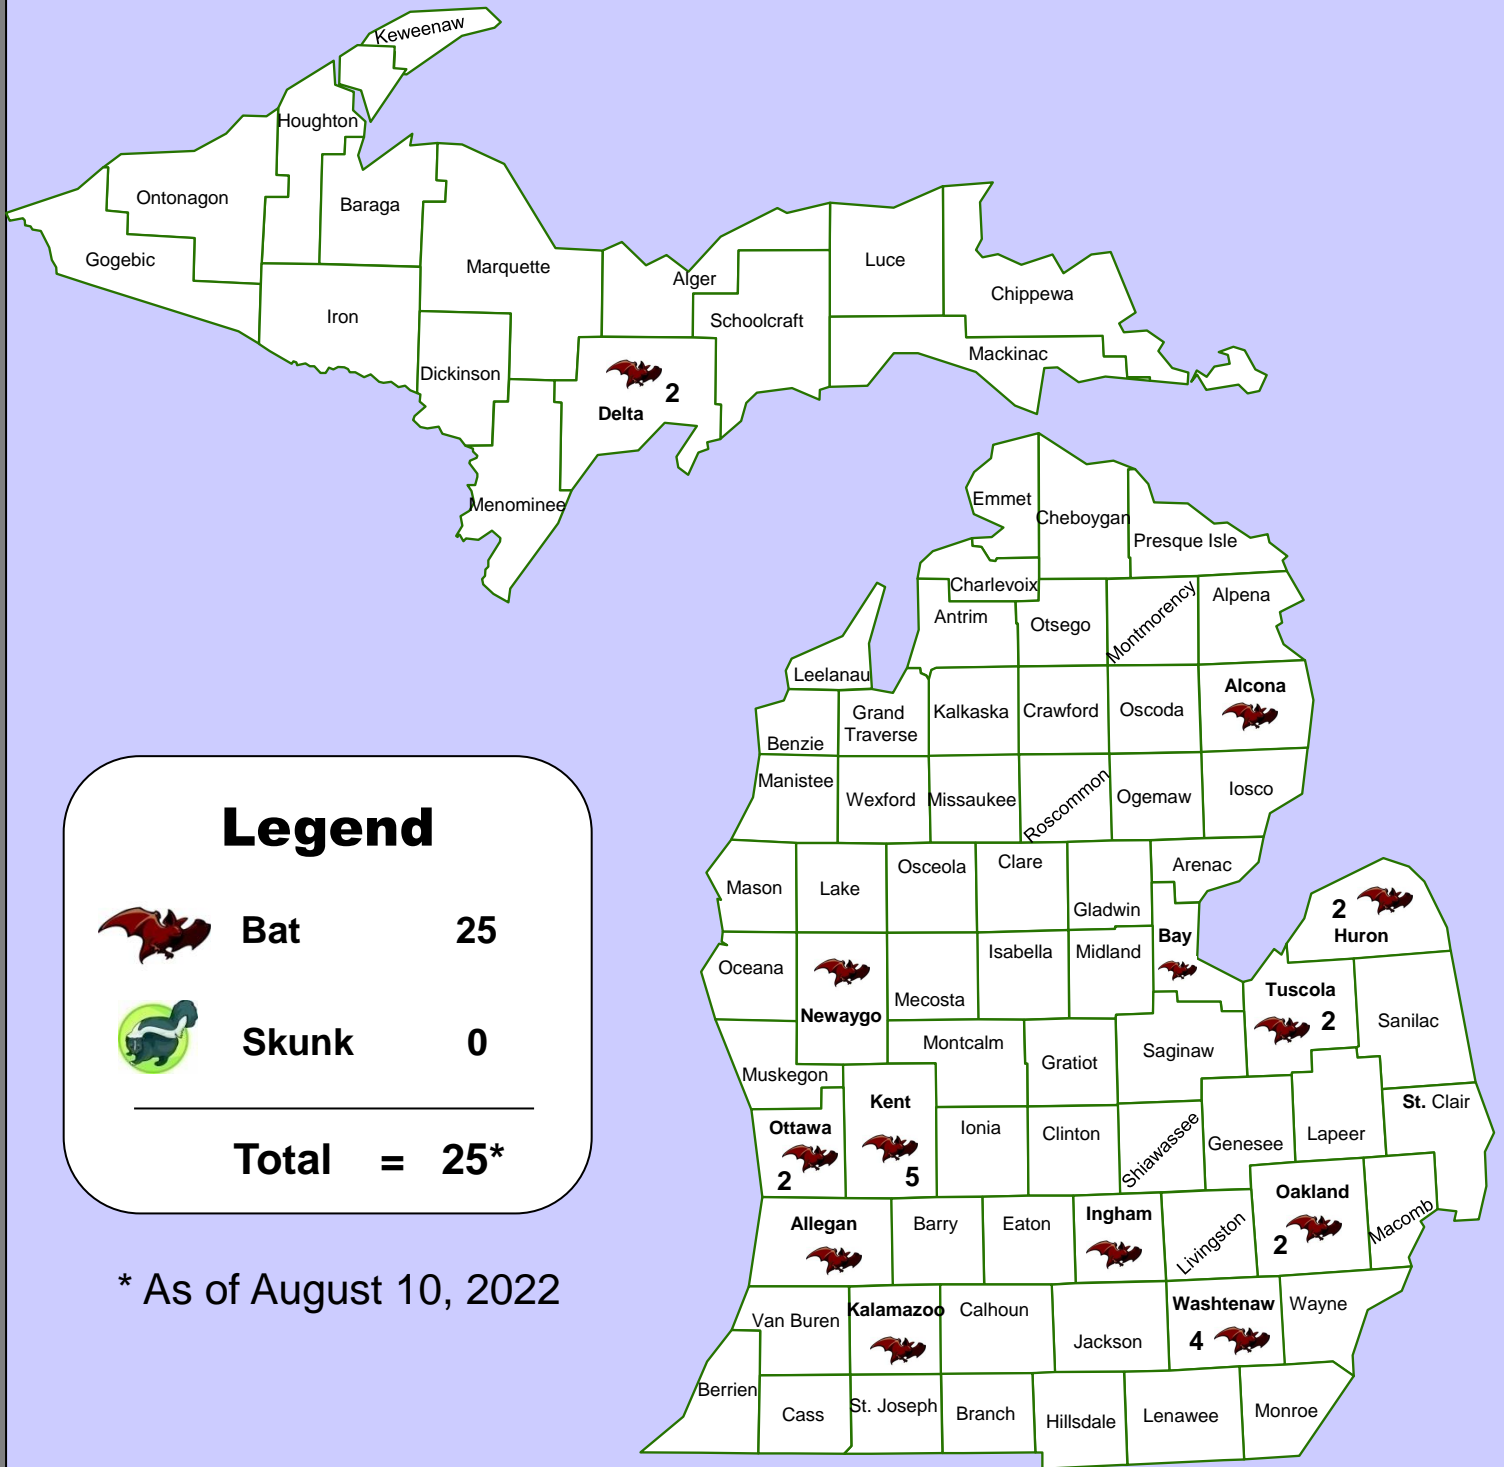 Keweenaw
Houghton
Ontonagon
Baraga
Gogebic
Marquette
Luce
Alger
Chippewa
Iron
Schoolcraft
Mackinac
Dickinson
2
Delta
Menominee
Emmet
Cheboygan
Presque Isle
Charlevoix
Antrim
Otsego
Montmorency
Alpena
Leelanau
Alcona
Grand
Traverse
Kalkaska
Crawford
Oscoda
Benzie
Manistee
Wexford
Missaukee
Roscommon
Ogemaw
Iosco
Mason
Lake
Osceola
Clare
Gladwin
Arenac
2
Huron
Bay
Oceana
Newaygo
Mecosta
Isabella
Midland
Tuscola
2
Sanilac
Muskegon
Montcalm
Gratiot
Saginaw
Kent
5
Ottawa
2
Ionia
Clinton
Shiawassee
Genesee
Lapeer
St. Clair
Allegan
Barry
Eaton
Ingham
Livingston
Oakland
2
Macomb
Van Buren
Kalamazoo
Calhoun
Jackson
Washtenaw
4
Wayne
Berrien
Cass
St. Joseph
Branch
Hillsdale
Lenawee
Monroe
Legend
Bat 25
Skunk 0
Total = 25*
* As of August 10, 2022